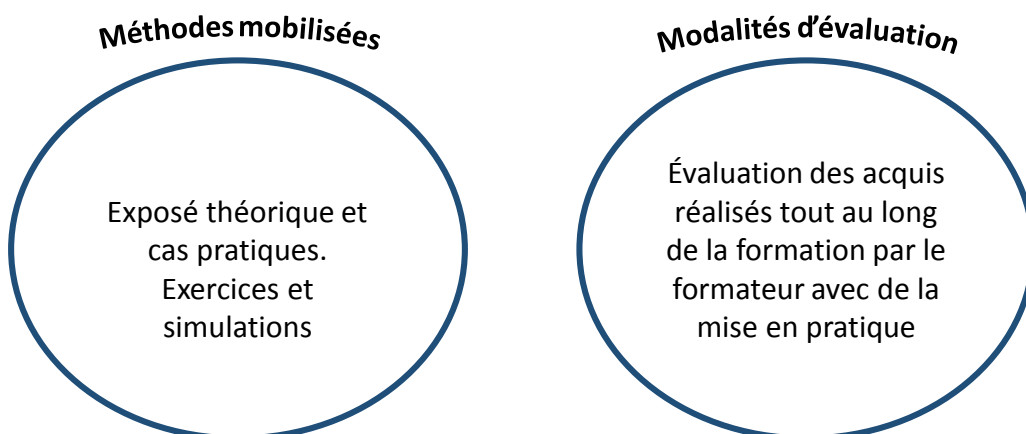 Méthodes mobilisées
Exposé théorique et
cas pratiques.
Exercices et
simulations
Modalités d'évaluation
Évaluation des acquis
réalisés tout au long
de la formation par le
formateur avec de la
mise en pratique